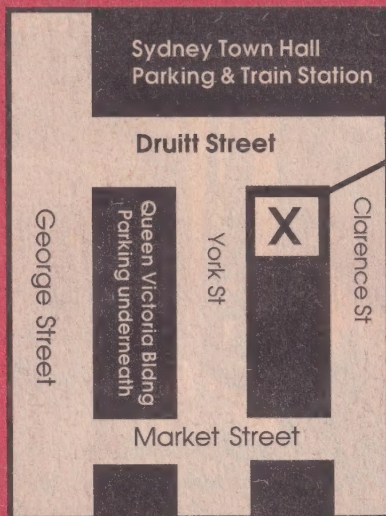 Sydney Town Hall
Parking & Train Station
Druitt Street
George Street
Queen Victoria Bldng
Parking underneath
York St
X
Clarence St
Market Street